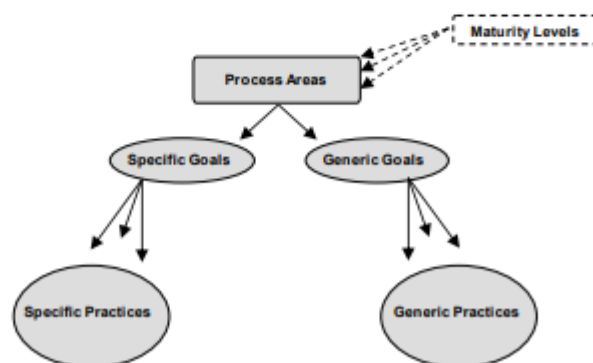 Maturity Levels
Process Areas
Specific Goals
Generic Goals
Specific Practices
Generic Practices